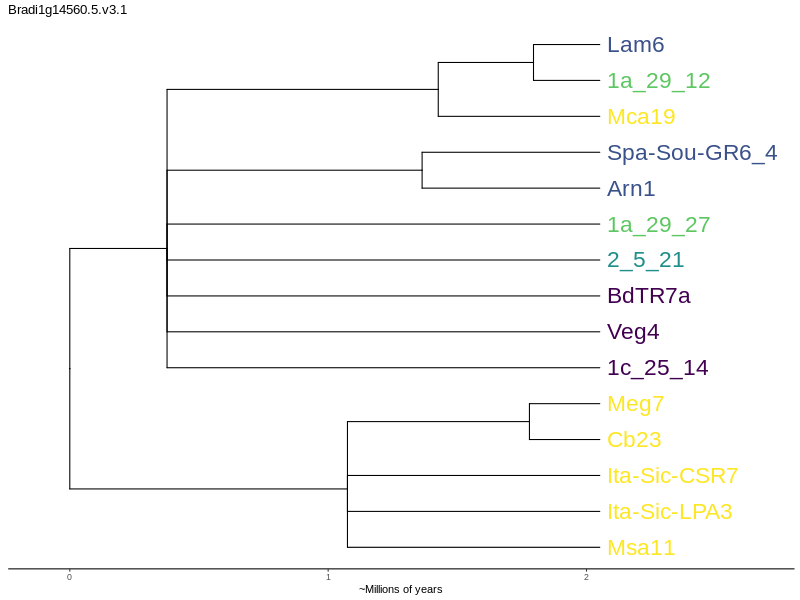 Bradi1g14560.5.v3.1
Lam6
1a_29_12
Mca19
Spa-Sou-GR6_4
Arn1
1a_29_27
2_5_21
BdTR7a
Veg4
1c_25_14
Meg7
Cb23
Ita-Sic-CSR7
Ita-Sic-LPA3
Msa11
0 1 2
~Millions of years